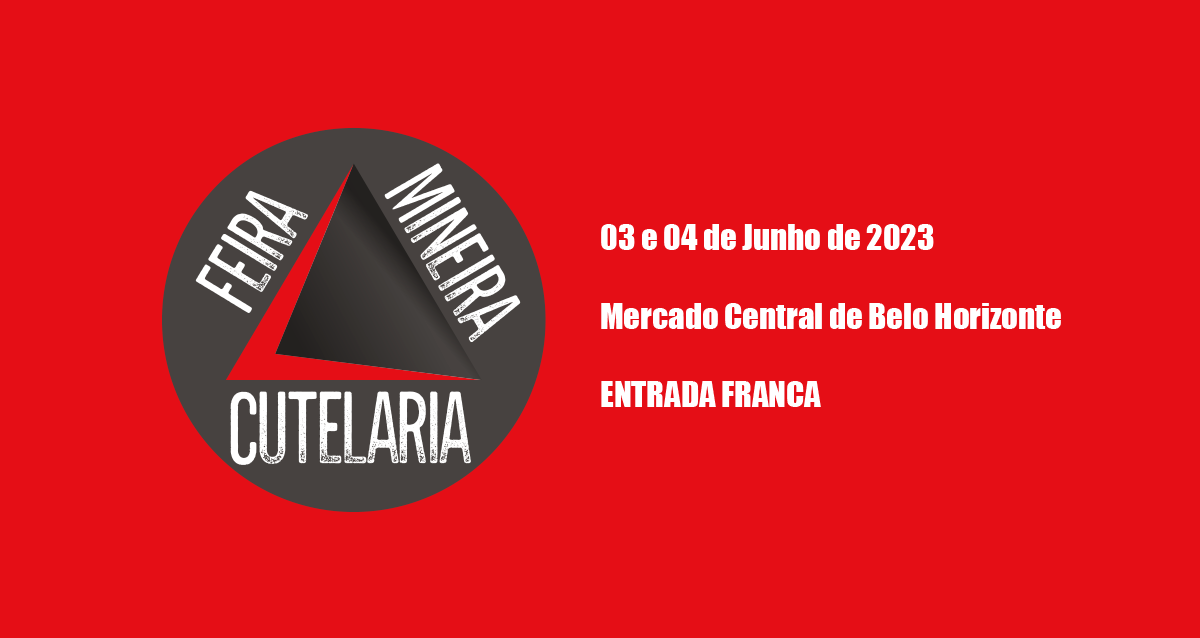 FEIRA
MINEIRA
CUTELARIA
03 e 04 de Junho de 2023
Mercado Central de Belo Horizonte
ENTRADA FRANCA